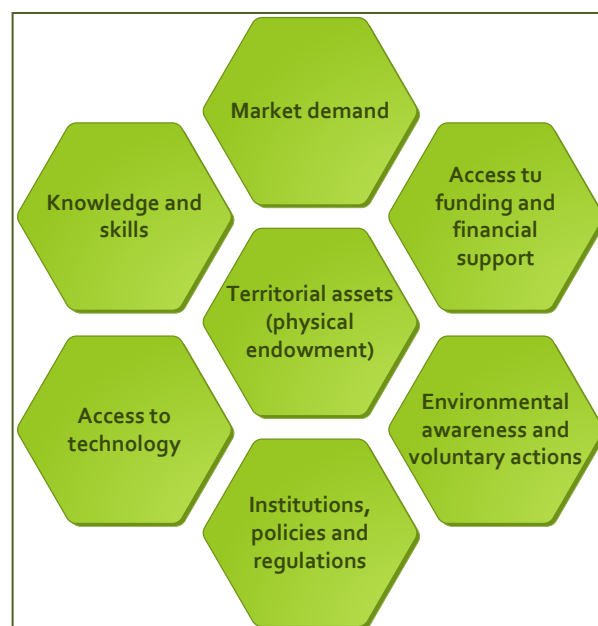 Market demand
Knowledge and
skills
Access tu
funding and
financial
support
Territorial assets
(physical
endowment)
Access to
technology
Environmental
awareness and
voluntary actions
Institutions,
policies and
regulations